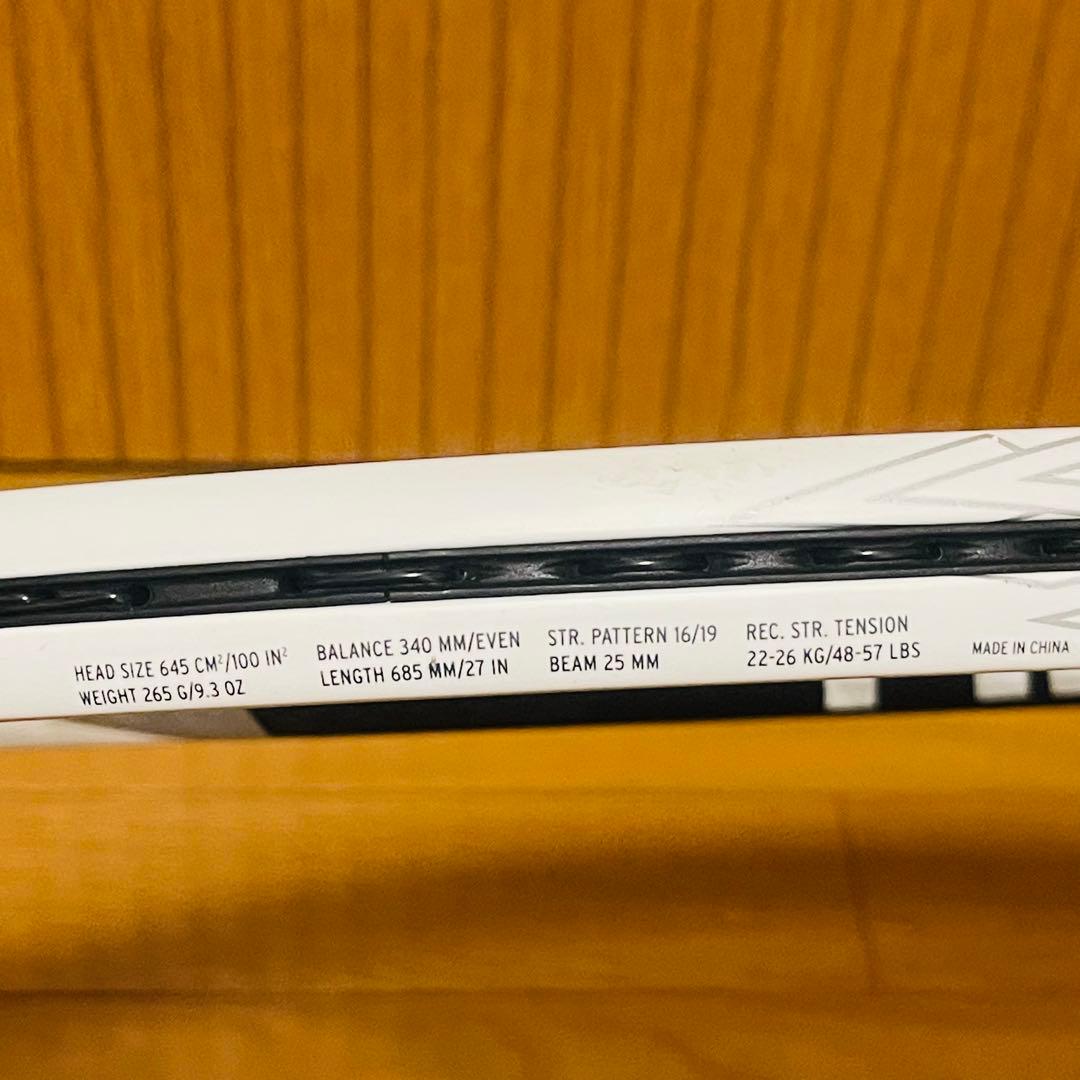 HEAD SIZE 645 CM²/100 IN²
WEIGHT 265 G/9.3 OZ
BALANCE 340 MM/EVEN
LENGTH 685 MM/27 IN
STR. PATTERN 16/19
BEAM 25 MM
REC. STR. TENSION
22-26 KG/48-57 LBS
MADE IN CHINA